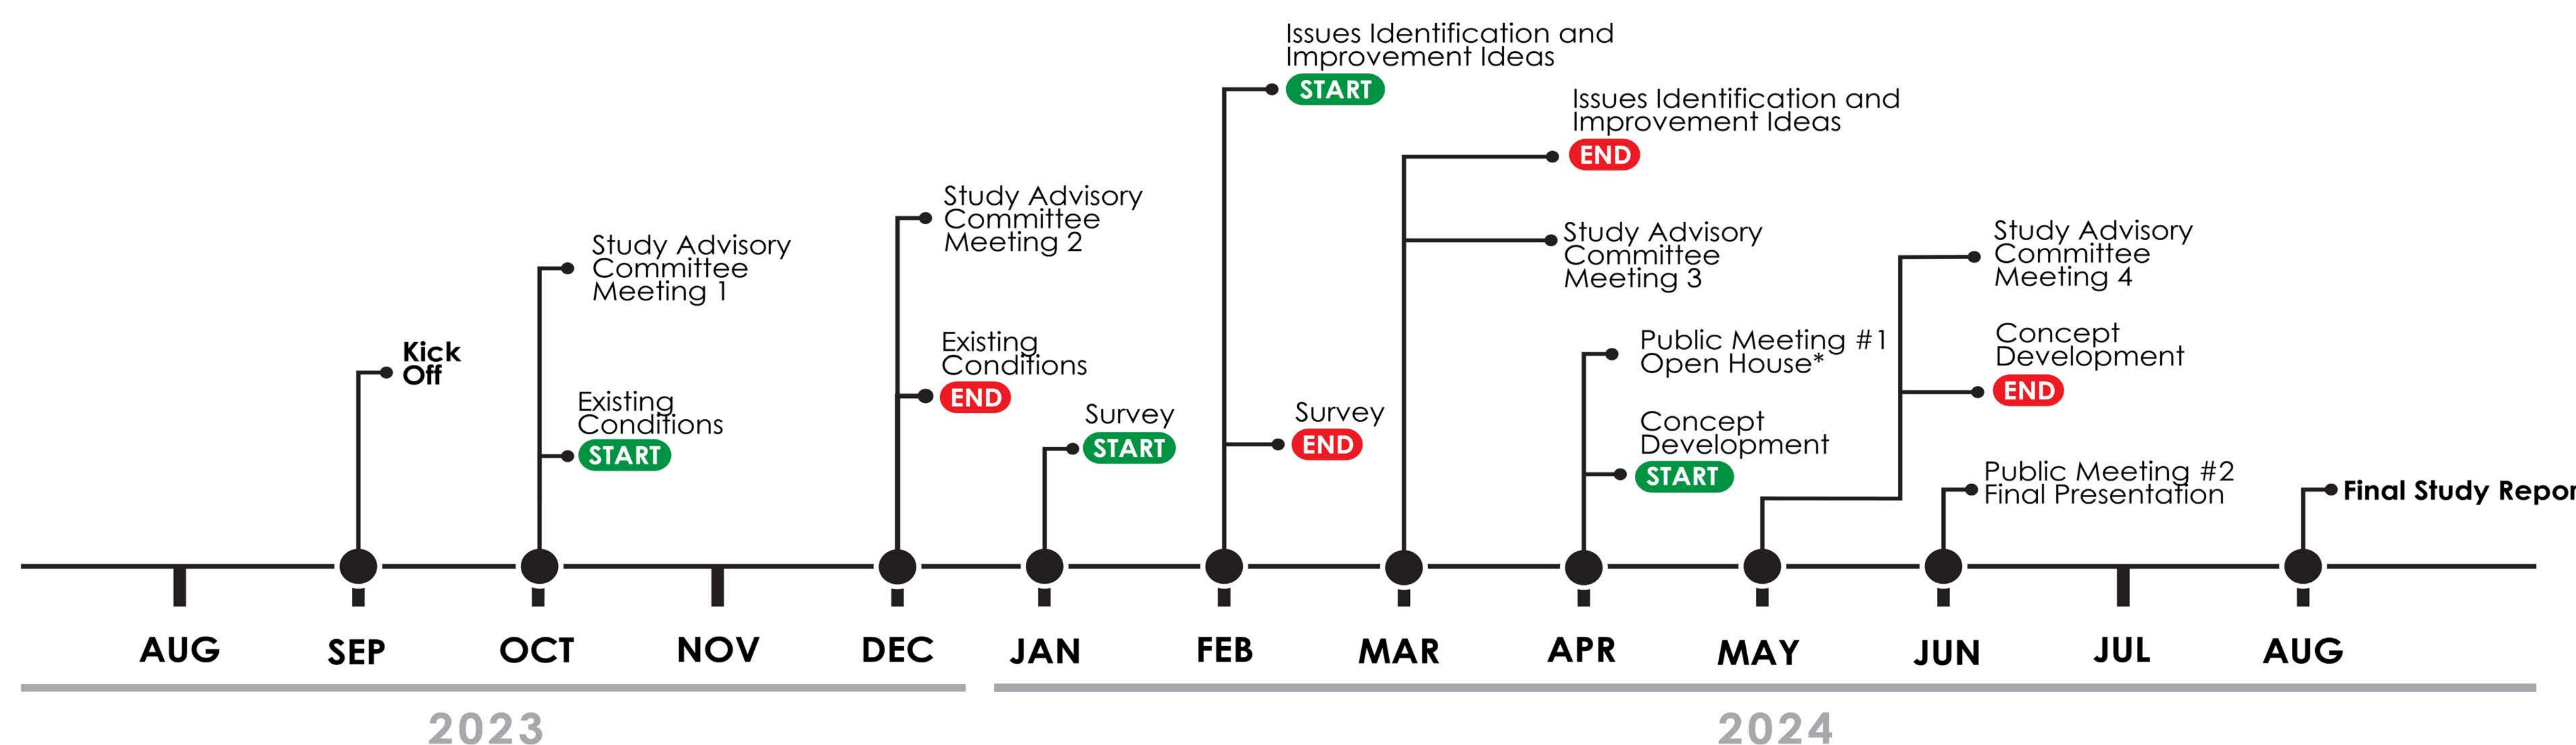 Issues Identification and
Improvement Ideas
START
Issues Identification and
Improvement Ideas
END
Study Advisory
Committee
Meeting 2
Study Advisory
Committee
Meeting 3
Study Advisory
Committee
Meeting 4
Study Advisory
Committee
Meeting 1
Kick
Off
Existing
Conditions
END
Public Meeting #1
Open House*
Concept
Development
END
Existing
Conditions
START
Survey
START
Survey
END
Concept
Development
START
Public Meeting #2
Final Presentation
Final Study Repor
AUG SEP OCT NOV DEC JAN FEB MAR APR MAY JUN JUL AUG
2023 2024